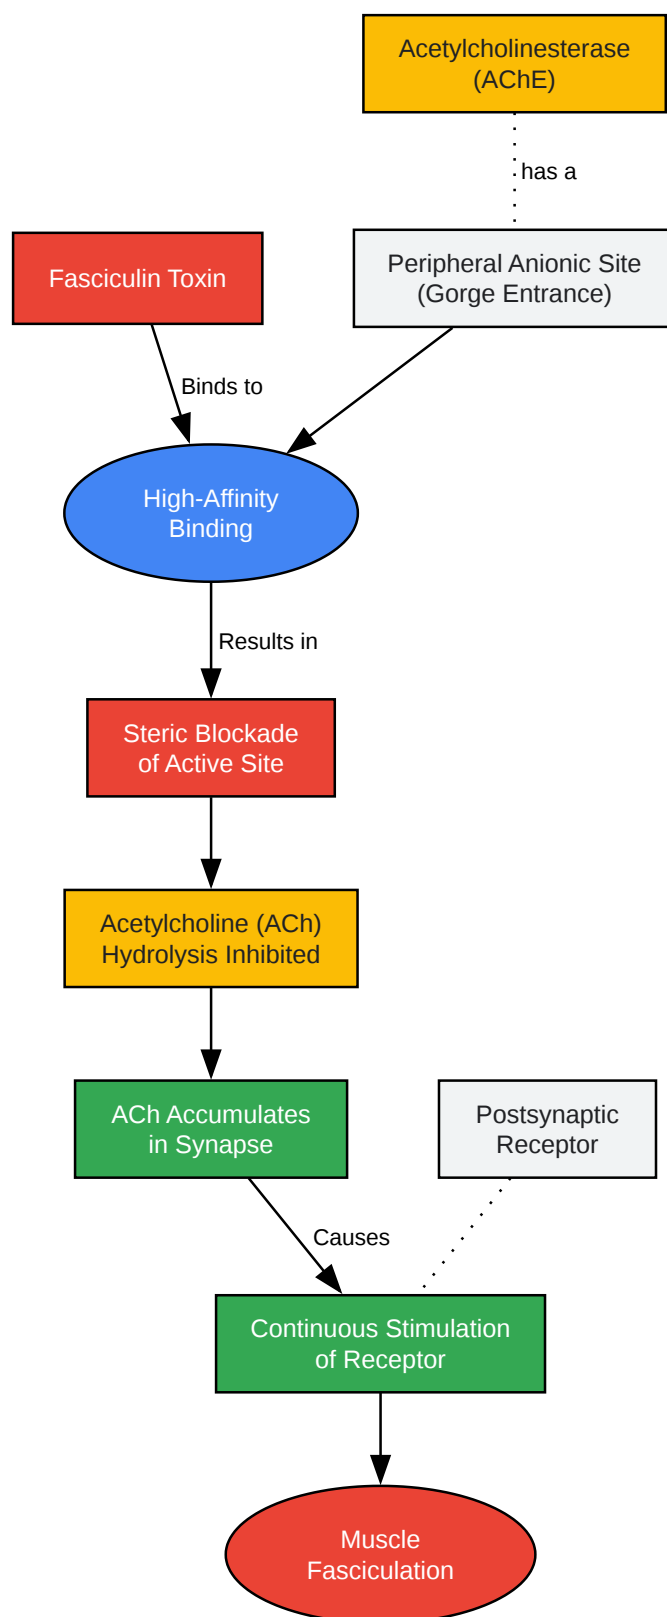 Acetylcholinesterase
(AChE)
has a
Fasciculin Toxin
Peripheral Anionic Site
(Gorge Entrance)
Binds to
High-Affinity
Binding
Results in
Steric Blockade
of Active Site
Acetylcholine (ACh)
Hydrolysis Inhibited
ACh Accumulates
in Synapse
Postsynaptic
Receptor
Causes
Continuous Stimulation
of Receptor
Muscle
Fasciculation